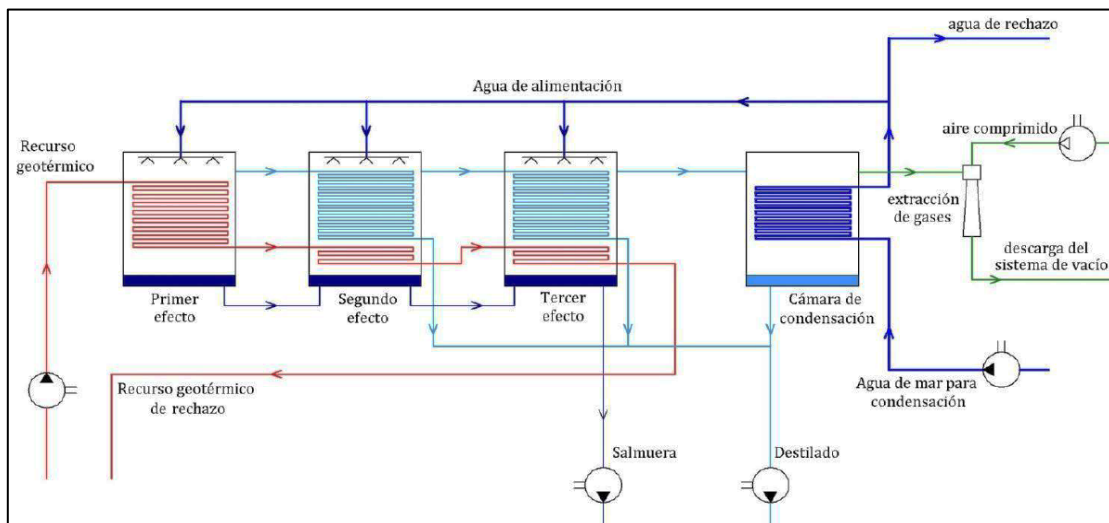 agua de rechazo
Agua de alimentación
aire comprimido
Recurso
geotérmico
extracción
de gases
descarga del
sistema de vacío
Primer
efecto
Segundo
efecto
Tercer
efecto
Cámara de
condensación
Recurso geotérmico
de rechazo
Agua de mar para
condensación
Salmuera
Destilado